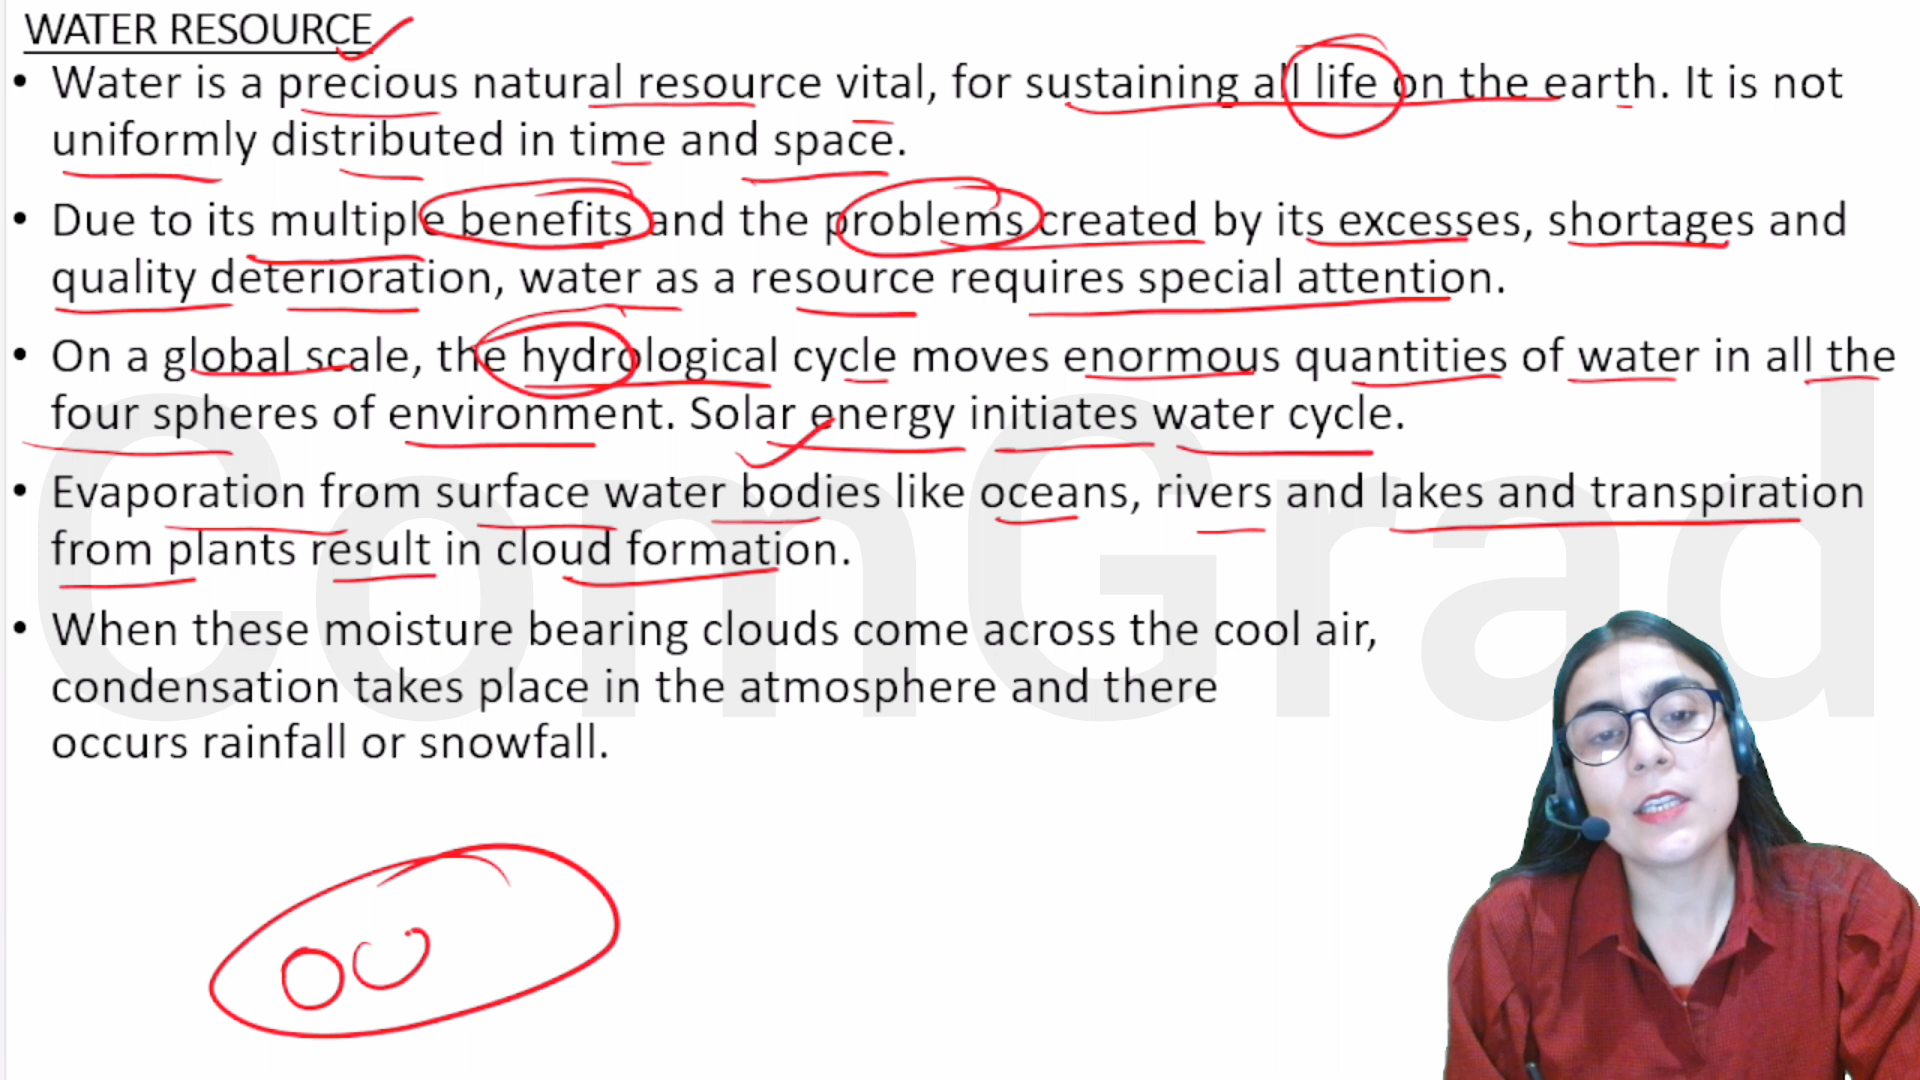 WATER RESOURCE
• Water is a precious natural resource vital, for sustaining all life on the earth. It is not
uniformly distributed in time and space.
• Due to its multiple benefits and the problems created by its excesses, shortages and
quality deterioration, water as a resource requires special attention.
• On a global scale, the hydrological cycle moves enormous quantities of water in all the
four spheres of environment. Solar energy initiates water cycle.
• Evaporation from surface water bodies like oceans, rivers and lakes and transpiration
from plants result in cloud formation.
• When these moisture bearing clouds come across the cool air,
condensation takes place in the atmosphere and there
occurs rainfall or snowfall.
ComGrad